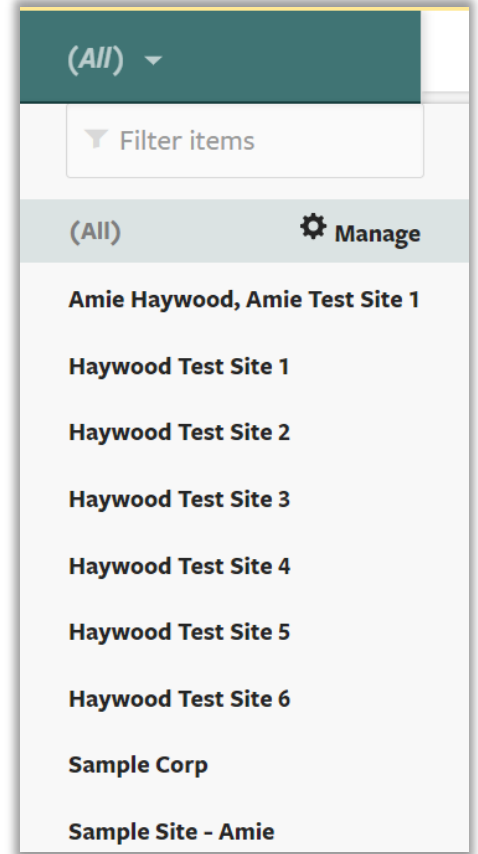 (All)
Filter items
(All) Manage
Amie Haywood, Amie Test Site 1
Haywood Test Site 1
Haywood Test Site 2
Haywood Test Site 3
Haywood Test Site 4
Haywood Test Site 5
Haywood Test Site 6
Sample Corp
Sample Site - Amie